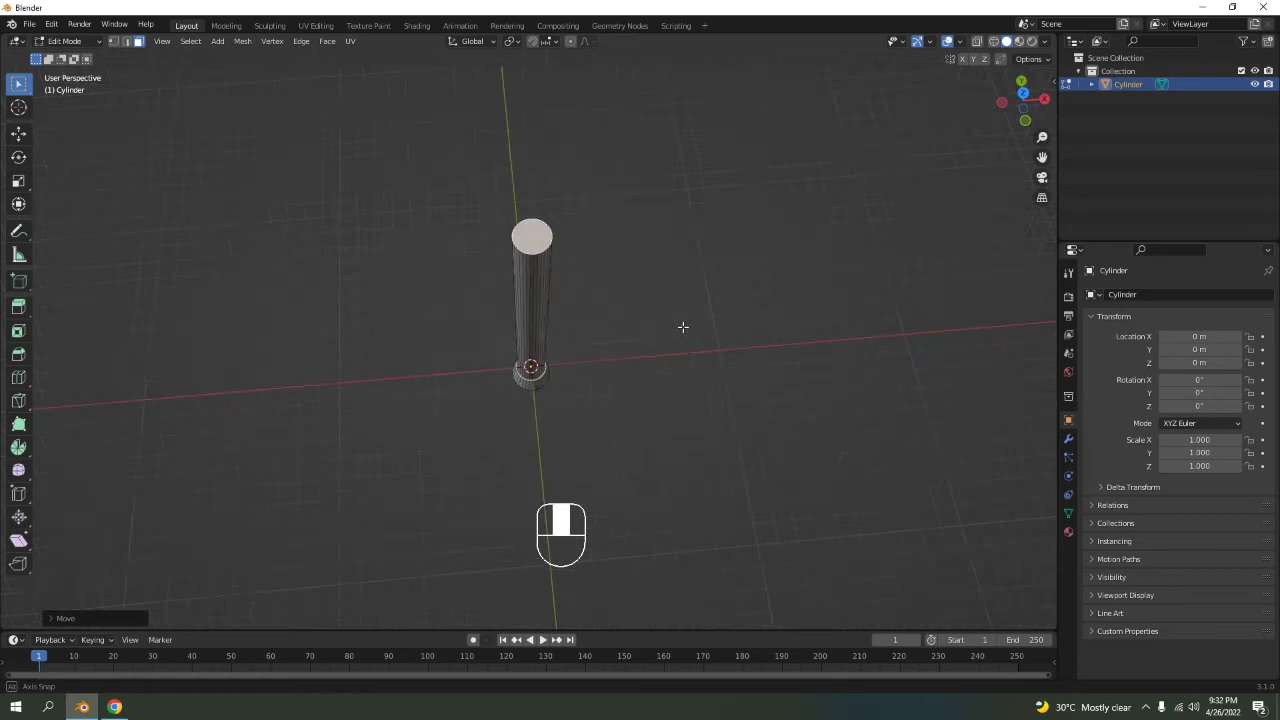 Blender
File Edit Render Window Help Layout Modeling Sculpting UV Editing Texture Paint Shading Animation Rendering Compositing Geometry Nodes Scripting + Scene ViewLayer
Edit Mode View Select Add Mesh Vertex Edge Face UV Global
X Y Z Options
User Perspective
(1) Cylinder
Y
Z
X
Scene Collection
Collection
Cylinder
Cylinder
Cylinder
Transform
Location X 0 m
Y 0 m
Z 0 m
Rotation X 0°
Y 0°
Z 0°
Mode XYZ Euler
Scale X 1.000
Y 1.000
Z 1.000
Delta Transform
Relations
Collections
Instancing
Motion Paths
Visibility
Viewport Display
Line Art
Custom Properties
Move
Playback Keying View Marker 1 Start 1 End 250
1 10 20 30 40 50 60 70 80 90 100 110 120 130 140 150 160 170 180 190 200 210 220 230 240 250
Alt Axis Snap 3.1.0
30°C Mostly clear 9:32 PM
4/26/2022
2